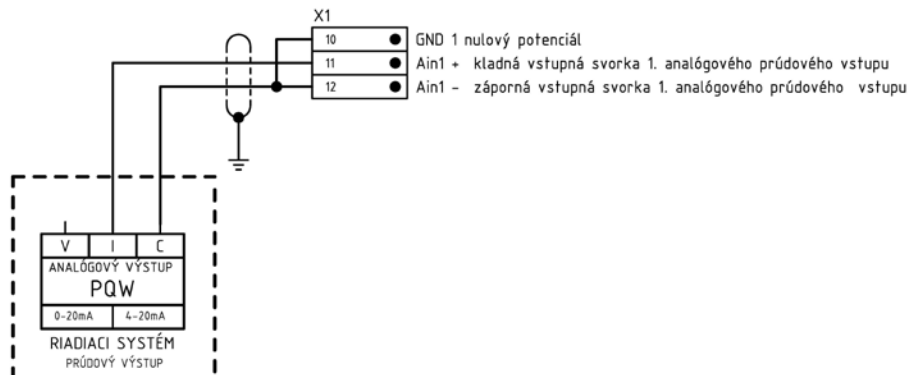 X1
10 GND 1 nulový potenciál
11 Ain1 + kladná vstupná svorka 1. analógového prúdového vstupu
12 Ain1 - záporná vstupná svorka 1. analógového prúdového vstupu
V I C
ANALÓGOVÝ VÝSTUP
PQW
0-20mA 4-20mA
RIADIACI SYSTÉM
PRÚDOVÝ VÝSTUP